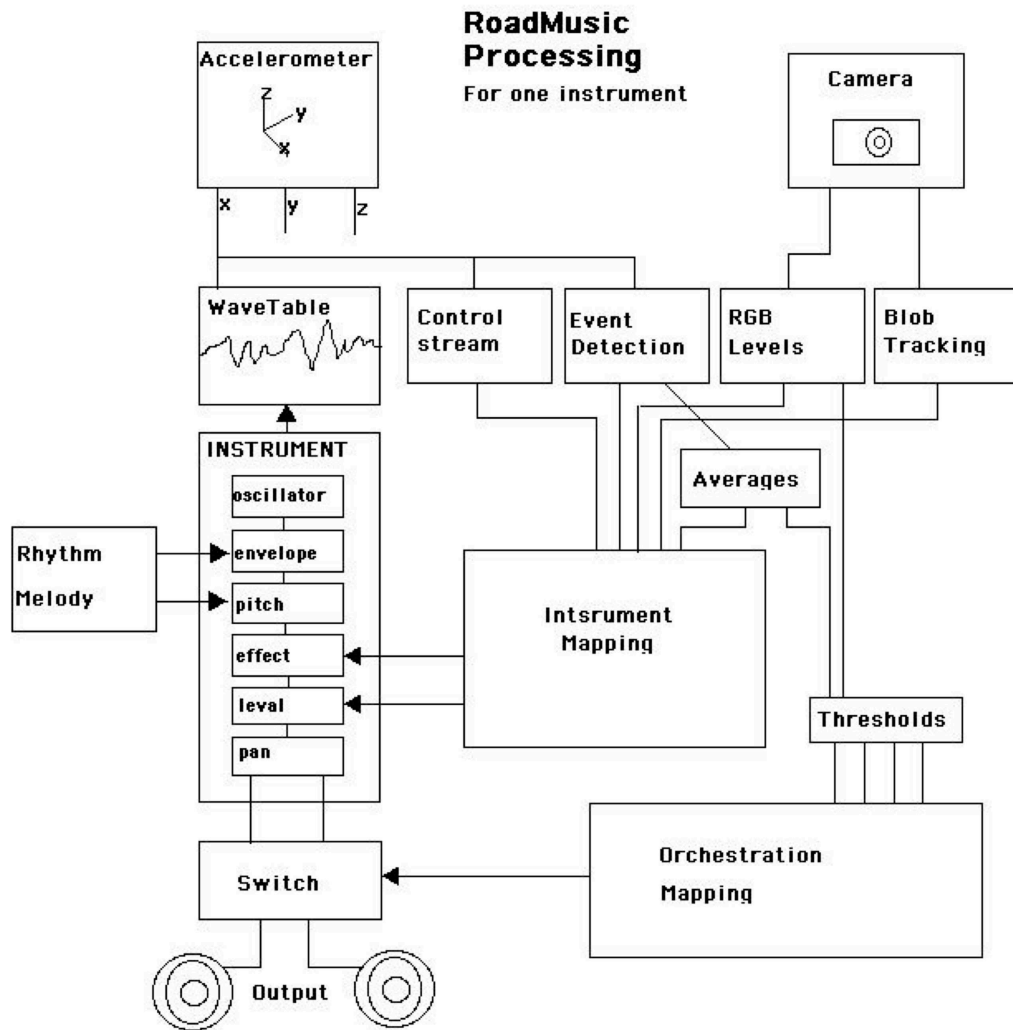 RoadMusic
Processing
For one instrument
Accelerometer
z
y
x
x
y
z
Camera
WaveTable
Control
stream
Event
Detection
RGB
Levels
Blob
Tracking
INSTRUMENT
oscillator
envelope
pitch
effect
leval
pan
Rhythm
Melody
Averages
Intsrument
Mapping
Thresholds
Orchestration
Mapping
Switch
Output